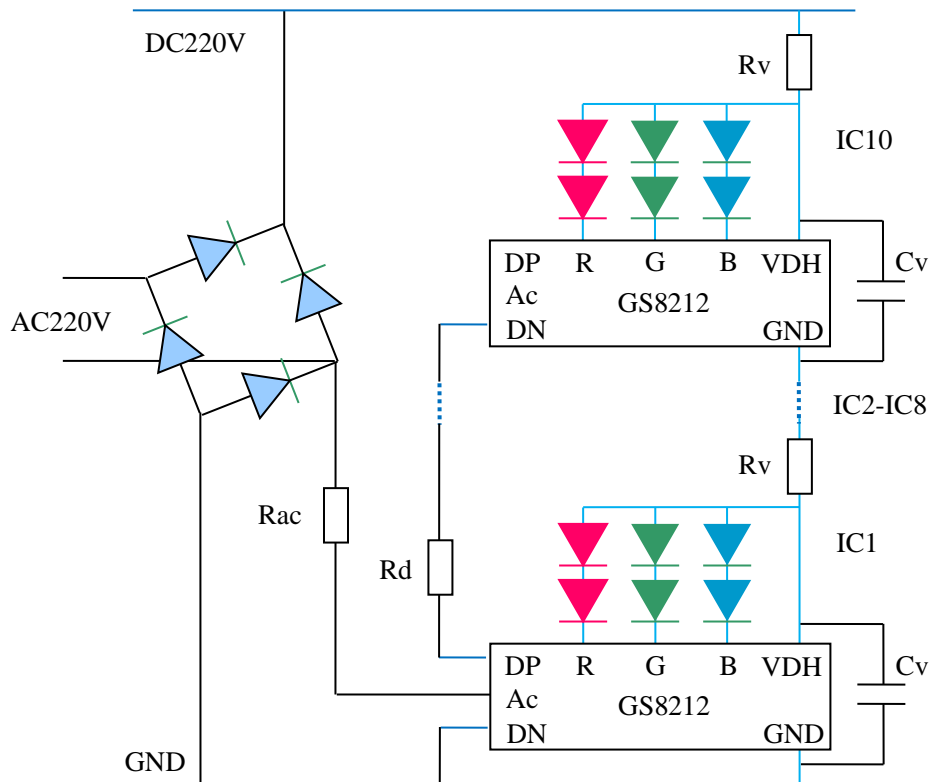 DC220V
Rv
IC10
DP R G B VDH
Ac GS8212
DN GND
Cv
AC220V
IC2-IC8
Rv
Rac
IC1
Rd
DP R G B VDH
Ac GS8212
DN GND
Cv
GND